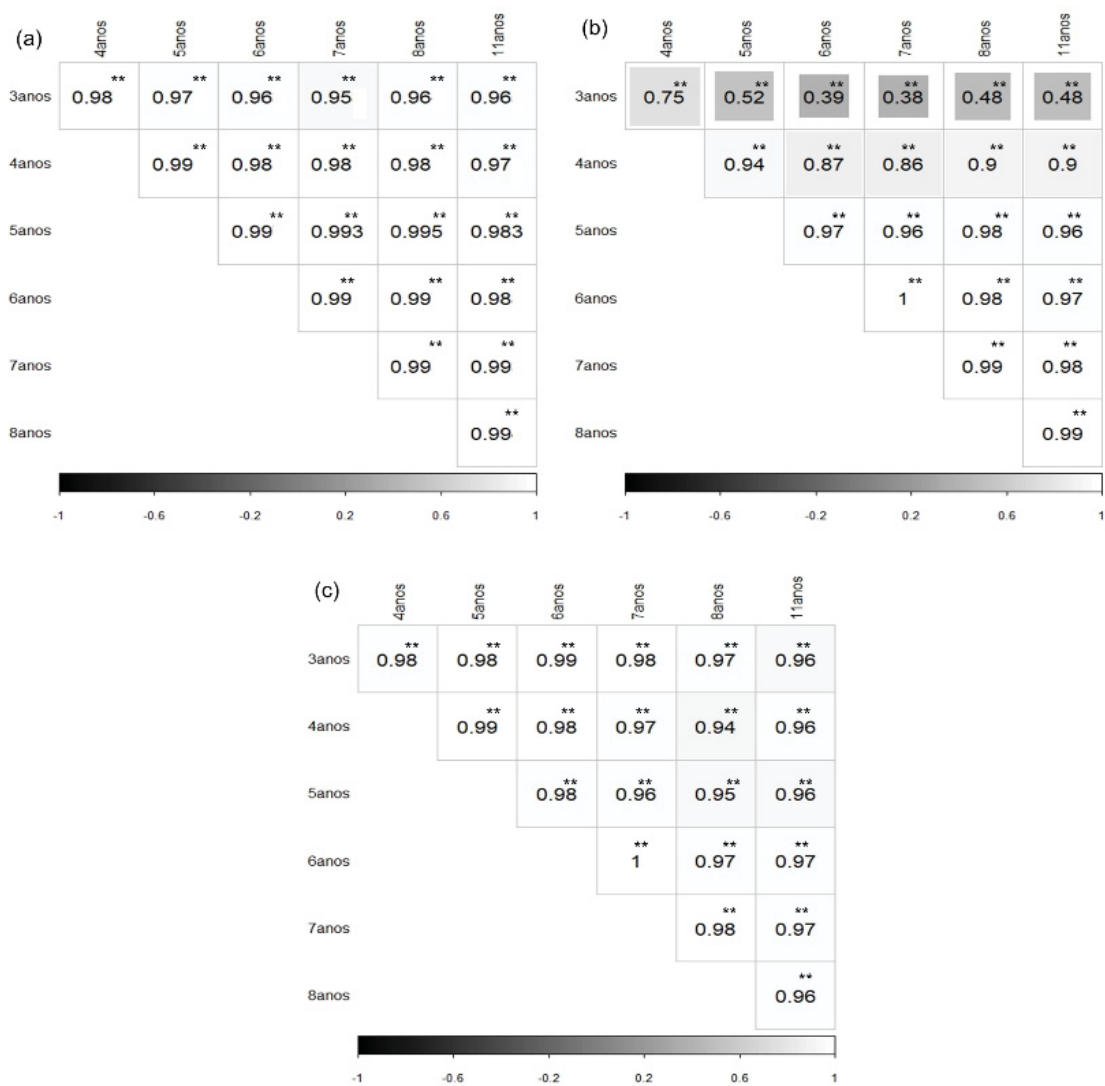 (a)
4anos 5anos 6anos 7anos 8anos 11anos
3anos 0.98** 0.97** 0.96** 0.95** 0.96** 0.96**
4anos 0.99** 0.98** 0.98** 0.98** 0.97**
5anos 0.99** 0.993** 0.995** 0.983**
6anos 0.99** 0.99** 0.98**
7anos 0.99** 0.99**
8anos 0.99**
-1 -0.6 -0.2 0.2 0.6 1
(b)
4anos 5anos 6anos 7anos 8anos 11anos
3anos 0.75** 0.52** 0.39** 0.38** 0.48** 0.48**
4anos 0.94** 0.87** 0.86** 0.9** 0.9**
5anos 0.97** 0.96** 0.98** 0.96**
6anos 1** 0.98** 0.97**
7anos 0.99** 0.98**
8anos 0.99**
-1 -0.6 -0.2 0.2 0.6 1
(c)
4anos 5anos 6anos 7anos 8anos 11anos
3anos 0.98** 0.98** 0.99** 0.98** 0.97** 0.96**
4anos 0.99** 0.98** 0.97** 0.94** 0.96**
5anos 0.98** 0.96** 0.95** 0.96**
6anos 1** 0.97** 0.97**
7anos 0.98** 0.97**
8anos 0.96**
-1 -0.6 -0.2 0.2 0.6 1